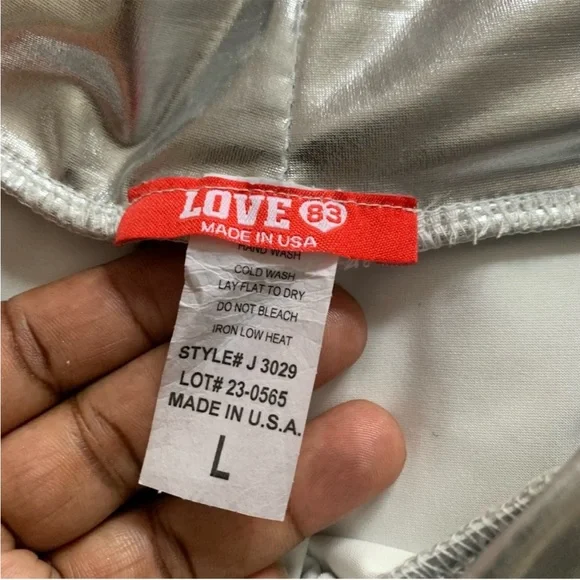 LOVE 83
MADE IN USA
HAND WASH
COLD WASH
LAY FLAT TO DRY
DO NOT BLEACH
IRON LOW HEAT
STYLE# J 3029
LOT# 23-0565
MADE IN U.S.A.
L